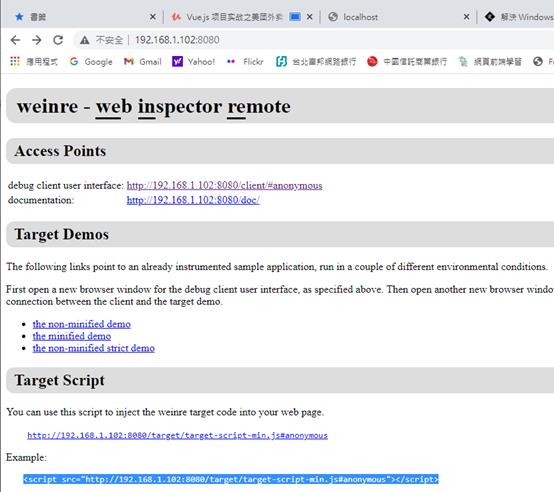 書籤
Vue.js 项目实战之美团外卖
localhost
解決 Windows
不安全 | 192.168.1.102:8080
應用程式 Google Gmail Yahoo! Flickr 台北富邦網路銀行 中國信託商業銀行 網頁前端學習
weinre - web inspector remote
Access Points
debug client user interface: http://192.168.1.102:8080/client/#anonymous
documentation: http://192.168.1.102:8080/doc/
Target Demos
The following links point to an already instrumented sample application, run in a couple of different environmental conditions.
First open a new browser window for the debug client user interface, as specified above. Then open another new browser windo
connection between the client and the target demo.
the non-minified demo
the minified demo
the non-minified strict demo
Target Script
You can use this script to inject the weinre target code into your web page.
http://192.168.1.102:8080/target/target-script-min.js#anonymous
Example:
<script src="http://192.168.1.102:8080/target/target-script-min.js#anonymous"></script>